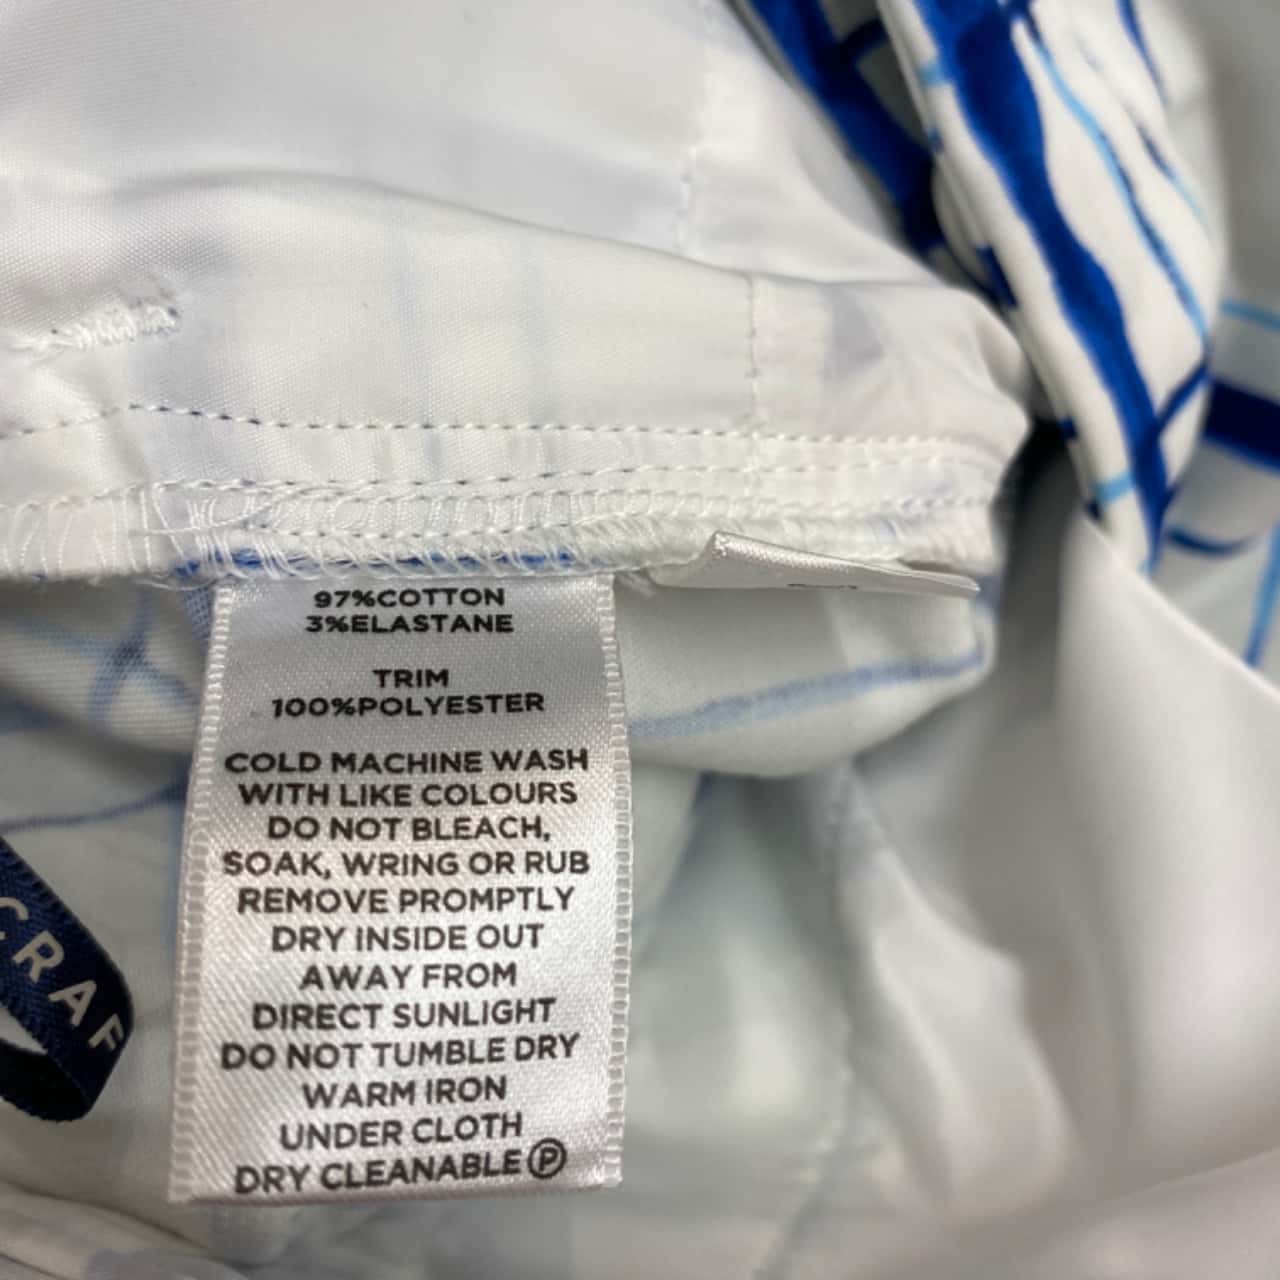 97%COTTON
3%ELASTANE
TRIM
100%POLYESTER
COLD MACHINE WASH
WITH LIKE COLOURS
DO NOT BLEACH,
SOAK, WRING OR RUB
REMOVE PROMPTLY
DRY INSIDE OUT
AWAY FROM
DIRECT SUNLIGHT
DO NOT TUMBLE DRY
WARM IRON
UNDER CLOTH
DRY CLEANABLE Ⓟ
CRAF